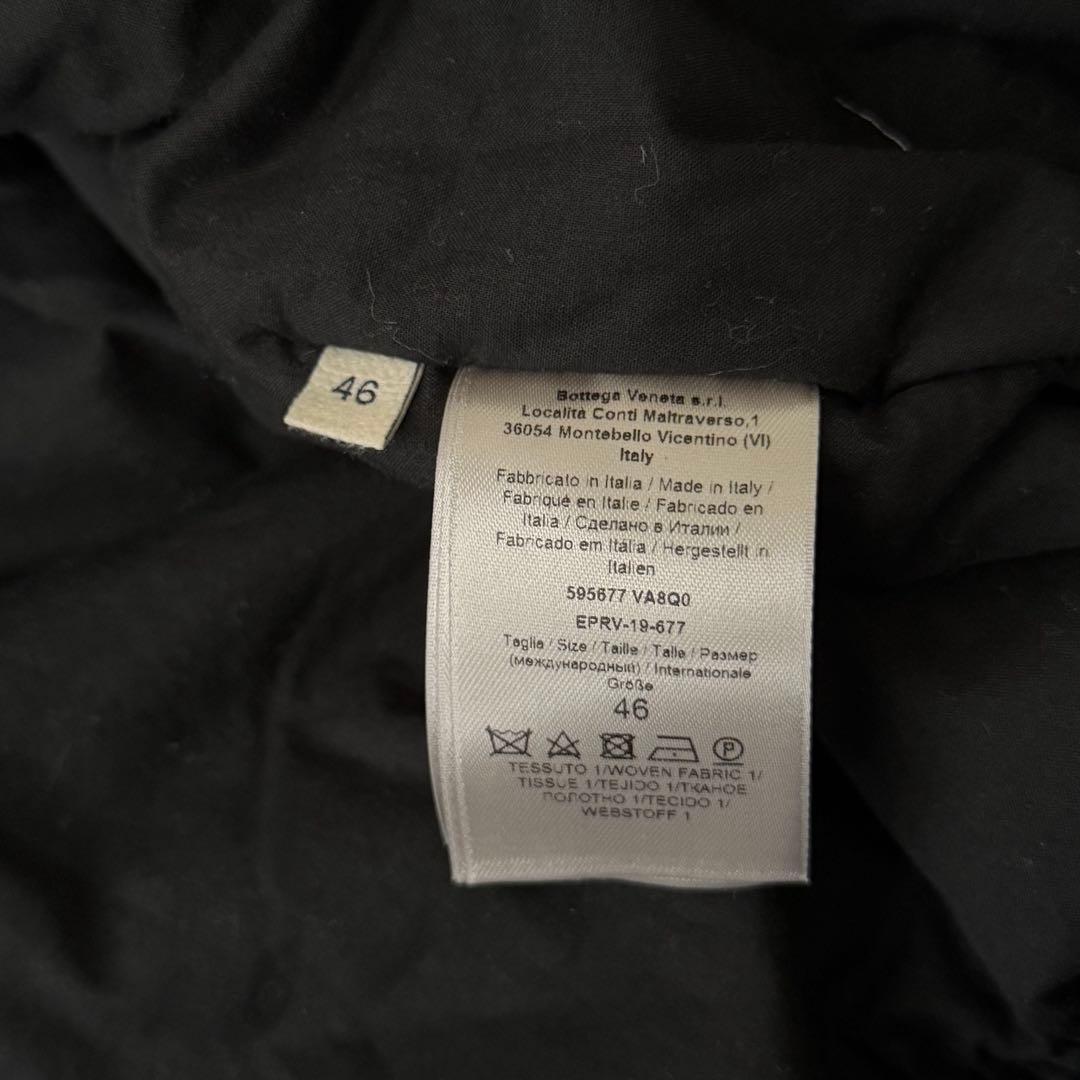 46
Bottega Veneta s.r.l.
Località Conti Maltraverso,1
36054 Montebello Vicentino (VI)
Italy
Fabbricato in Italia / Made in Italy /
Fabriqué en Italie / Fabricado en
Italia / Сделано в Италии /
Fabricado em Itália / Hergestellt in
Italien
595677 VA8Q0
EPRV-19-677
Taglia / Size / Taille / Talla / Размер
(международный) / Internationale
Größe
46
P
TESSUTO 1/WOVEN FABRIC 1/
TISSUE 1/TEJIDO 1/ТКАНОЕ
ПОЛОТНО 1/TECIDO 1/
WEBSTOFF 1